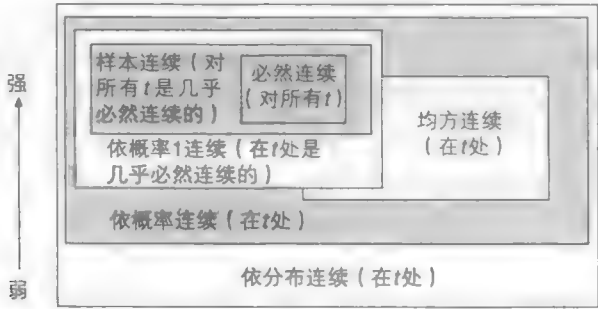 强
弱
样本连续（对
所有t是几乎
必然连续的）
必然连续
（对所有t）
依概率1连续（在t处是
几乎必然连续的）
均方连续
（在t处）
依概率连续（在t处）
依分布连续（在t处）